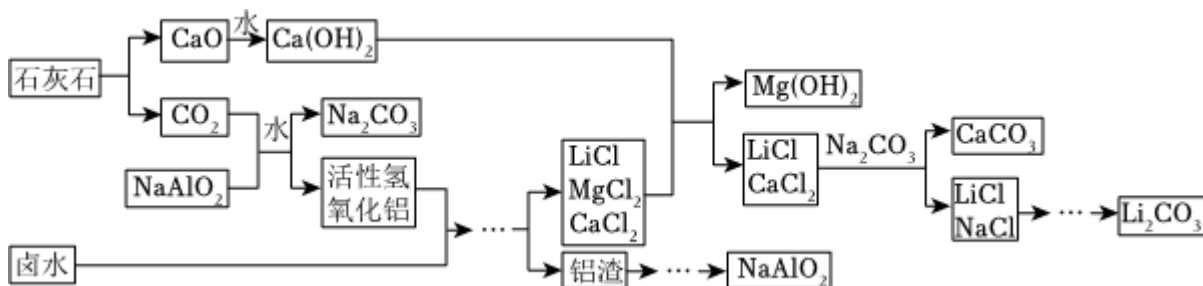 石灰石
CaO
水
Ca(OH)₂
CO₂
水
Na₂CO₃
NaAlO₂
活性氢
氧化铝
卤水
…
LiCl
MgCl₂
CaCl₂
铝渣
…
NaAlO₂
Mg(OH)₂
LiCl
CaCl₂
Na₂CO₃
CaCO₃
LiCl
NaCl
…
Li₂CO₃